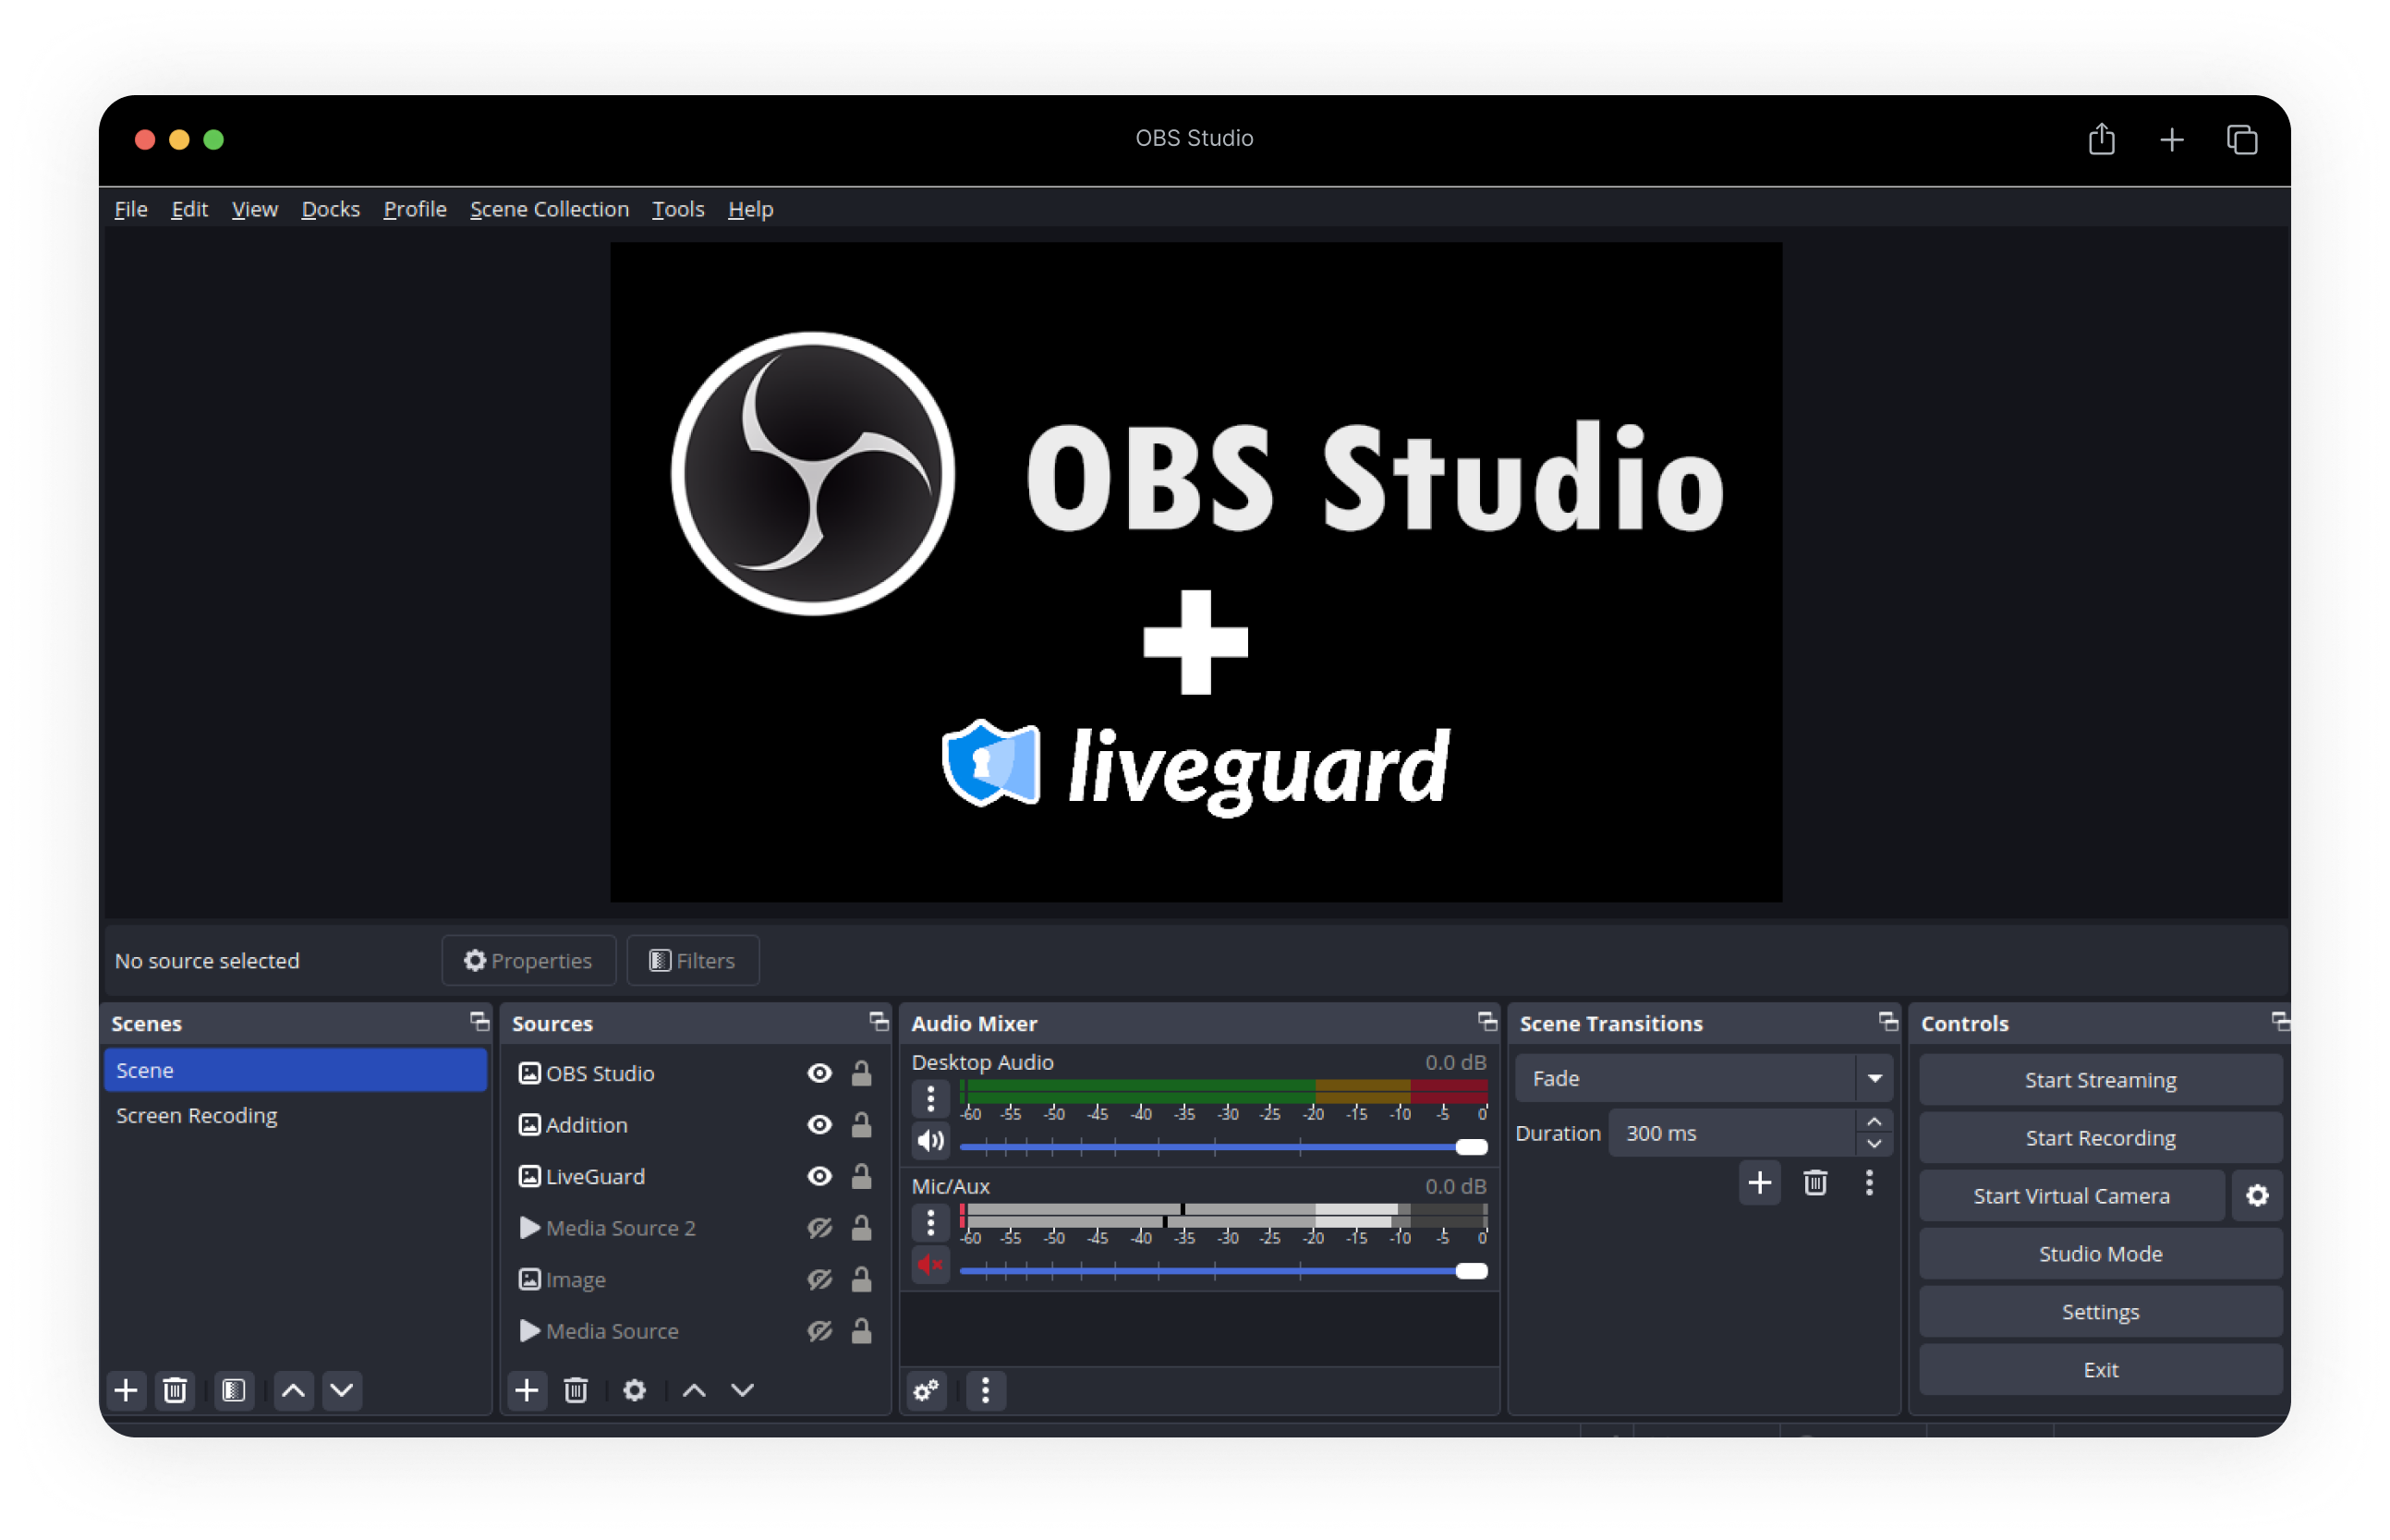 OBS Studio
File Edit View Docks Profile Scene Collection Tools Help
OBS Studio
liveguard
No source selected
Properties
Filters
Scenes
Scene
Screen Recoding
Sources
OBS Studio
Addition
LiveGuard
Media Source 2
Image
Media Source
Audio Mixer
Desktop Audio 0.0 dB
-60 -55 -50 -45 -40 -35 -30 -25 -20 -15 -10 -5 0
Mic/Aux 0.0 dB
-60 -55 -50 -45 -40 -35 -30 -25 -20 -15 -10 -5 0
Scene Transitions
Fade
Duration 300 ms
Controls
Start Streaming
Start Recording
Start Virtual Camera
Studio Mode
Settings
Exit